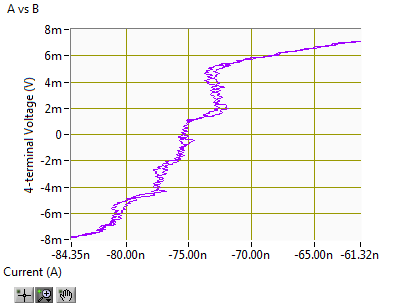 A vs B
8m
6m
4m
2m
0
-2m
-4m
-6m
-8m
4-terminal Voltage (V)
-84.35n -80.00n -75.00n -70.00n -65.00n -61.32n
Current (A)